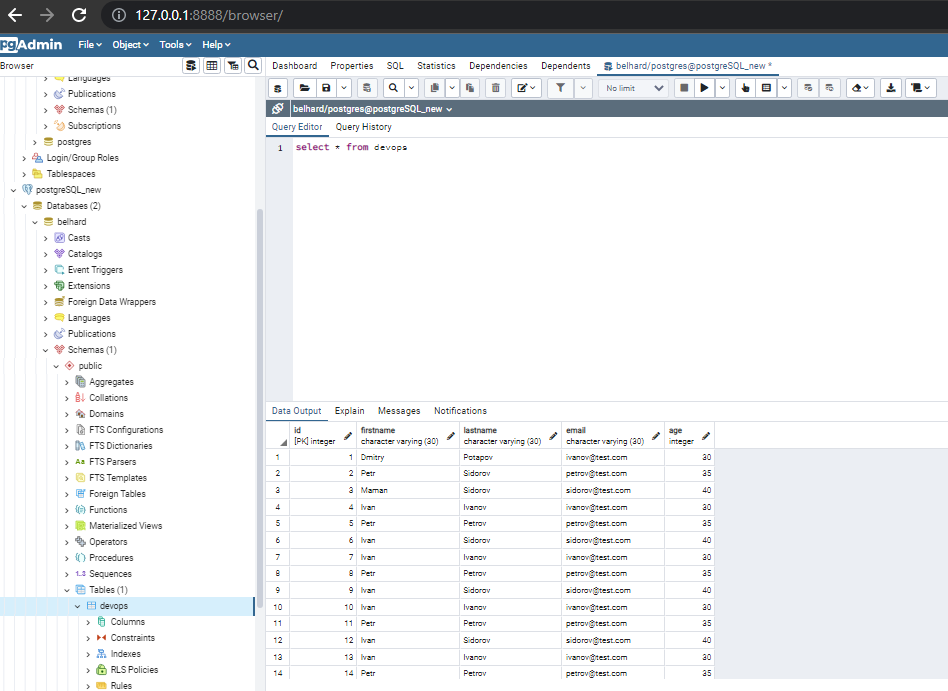 127.0.0.1:8888/browser/
pgAdmin File Object Tools Help
Browser
Dashboard Properties SQL Statistics Dependencies Dependents belhard/postgres@postgreSQL_new *
No limit
belhard/postgres@postgreSQL_new
Query Editor Query History
1 select * from devops
Languages
Publications
Schemas (1)
Subscriptions
postgres
Login/Group Roles
Tablespaces
postgreSQL_new
Databases (2)
belhard
Casts
Catalogs
Event Triggers
Extensions
Foreign Data Wrappers
Languages
Publications
Schemas (1)
public
Aggregates
Collations
Domains
FTS Configurations
FTS Dictionaries
Aa FTS Parsers
FTS Templates
Foreign Tables
Functions
Materialized Views
Operators
Procedures
1..3 Sequences
Tables (1)
devops
Columns
Constraints
Indexes
RLS Policies
Rules
Data Output Explain Messages Notifications
id firstname lastname email age
[PK] integer character varying (30) character varying (30) character varying (30) integer
1 1 Dmitry Potapov ivanov@test.com 30
2 2 Petr Sidorov petrov@test.com 35
3 3 Maman Sidorov sidorov@test.com 40
4 4 Ivan Ivanov ivanov@test.com 30
5 5 Petr Petrov petrov@test.com 35
6 6 Ivan Sidorov sidorov@test.com 40
7 7 Ivan Ivanov ivanov@test.com 30
8 8 Petr Petrov petrov@test.com 35
9 9 Ivan Sidorov sidorov@test.com 40
10 10 Ivan Ivanov ivanov@test.com 30
11 11 Petr Petrov petrov@test.com 35
12 12 Ivan Sidorov sidorov@test.com 40
13 13 Ivan Ivanov ivanov@test.com 30
14 14 Petr Petrov petrov@test.com 35